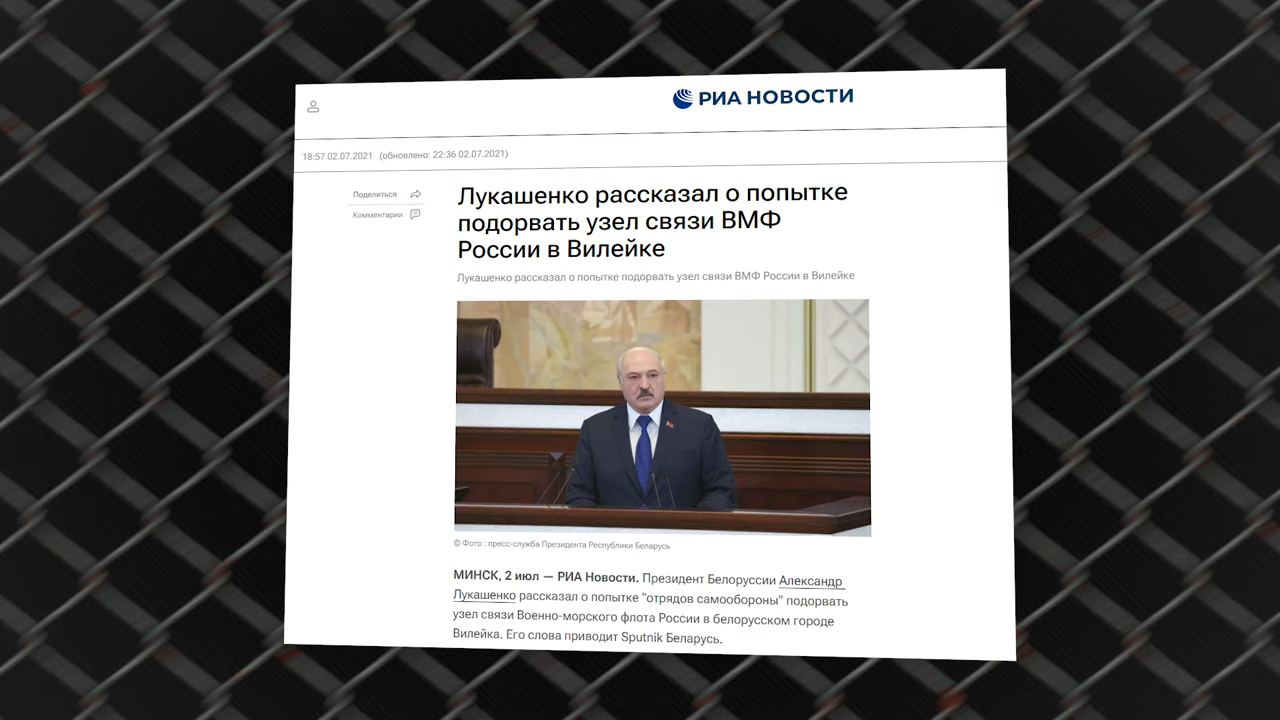 РИА НОВОСТИ
18:57 02.07.2021 (обновлено: 22:36 02.07.2021)
Поделиться
Комментарии
Лукашенко рассказал о попытке
подорвать узел связи ВМФ
России в Вилейке
Лукашенко рассказал о попытке подорвать узел связи ВМФ России в Вилейке
© Фото : пресс-служба Президента Республики Беларусь
МИНСК, 2 июл — РИА Новости. Президент Белоруссии Александр
Лукашенко рассказал о попытке "отрядов самообороны" подорвать
узел связи Военно-морского флота России в белорусском городе
Вилейка. Его слова приводит Sputnik Беларусь.